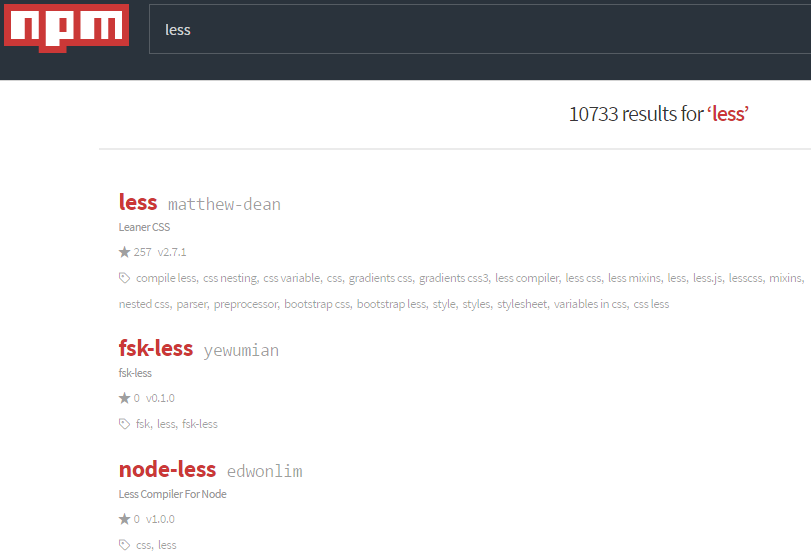 npm
less
10733 results for ‘less’
less matthew-dean
Leaner CSS
★ 257 v2.7.1
compile less, css nesting, css variable, css, gradients css, gradients css3, less compiler, less css, less mixins, less, less.js, lesscss, mixins,
nested css, parser, preprocessor, bootstrap css, bootstrap less, style, styles, stylesheet, variables in css, css less
fsk-less yewumian
fsk-less
★ 0 v0.1.0
fsk, less, fsk-less
node-less edwonlim
Less Compiler For Node
★ 0 v1.0.0
css, less